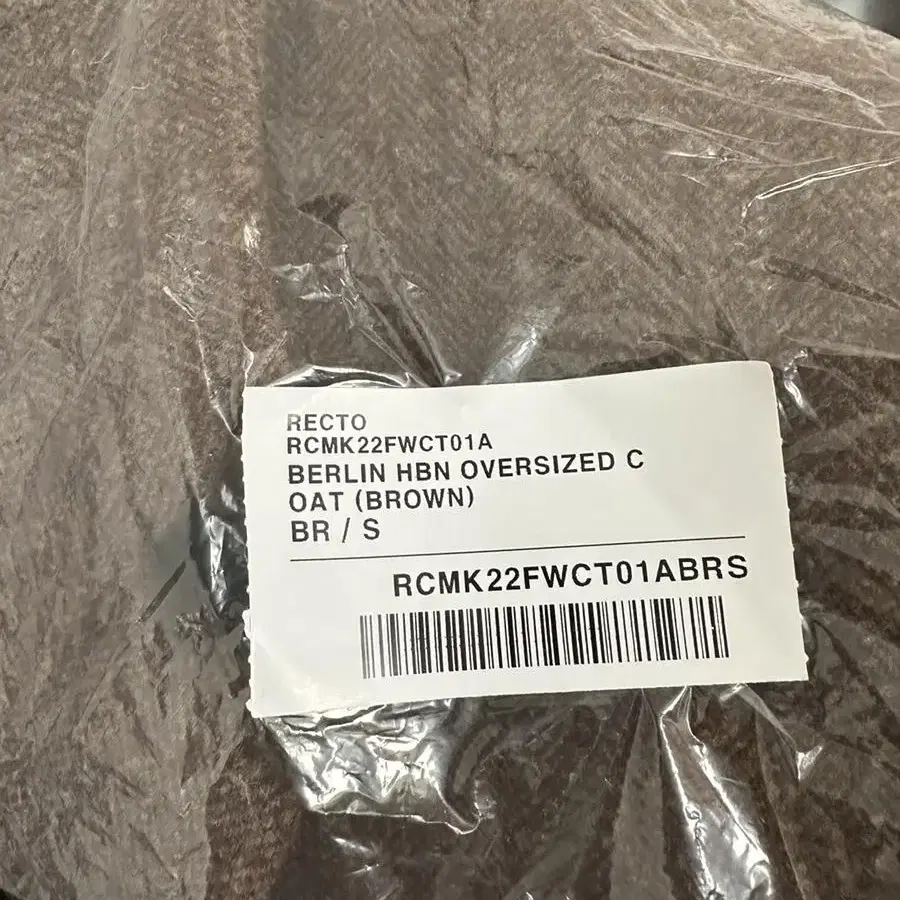 RECTO
RCMK22FWCT01A
BERLIN HBN OVERSIZED C
OAT (BROWN)
BR / S
RCMK22FWCT01ABRS